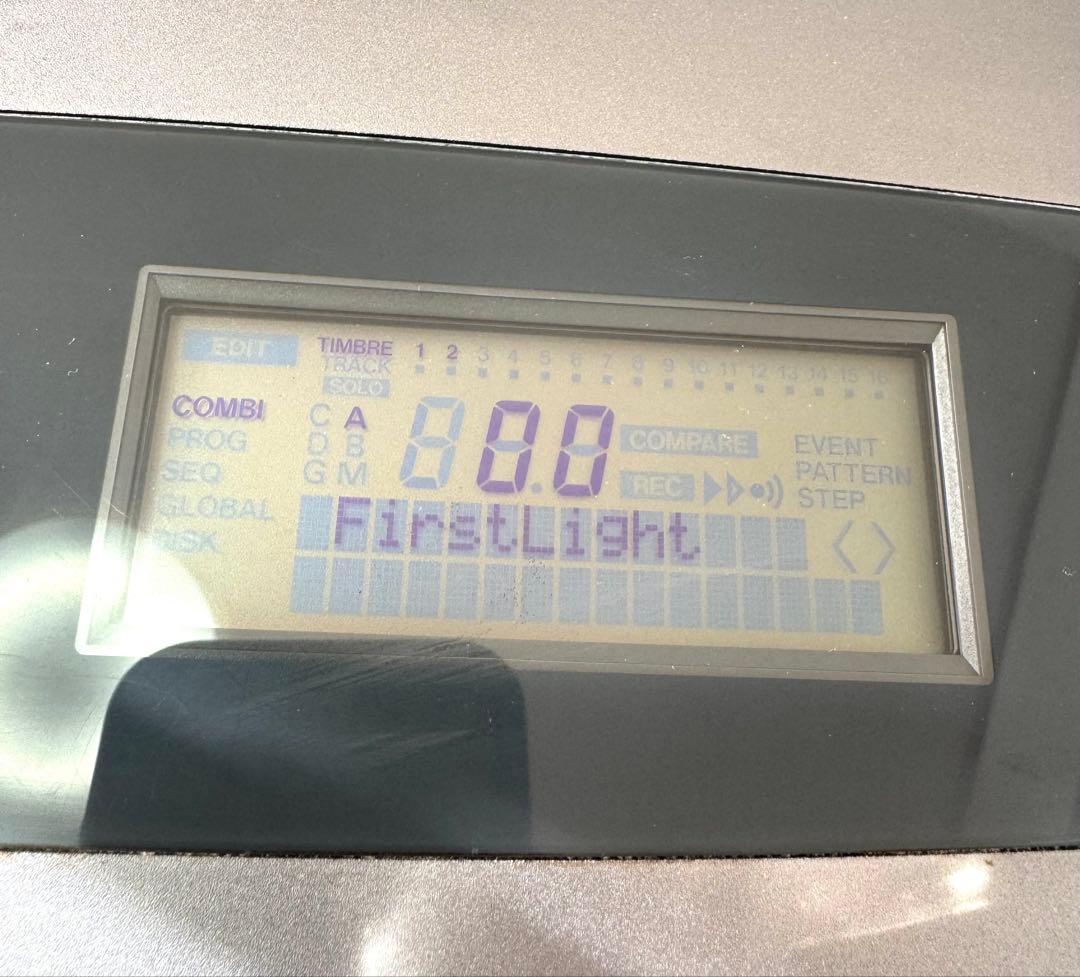 EDIT TIMBRE 1 2 3 4 5 6 7 8 9 10 11 12 13 14 15 16
TRACK
SOLO
COMBI C A 00 COMPARE EVENT
PROG D B PATTERN
SEQ G M REC STEP
GLOBAL FirstLight
DISK